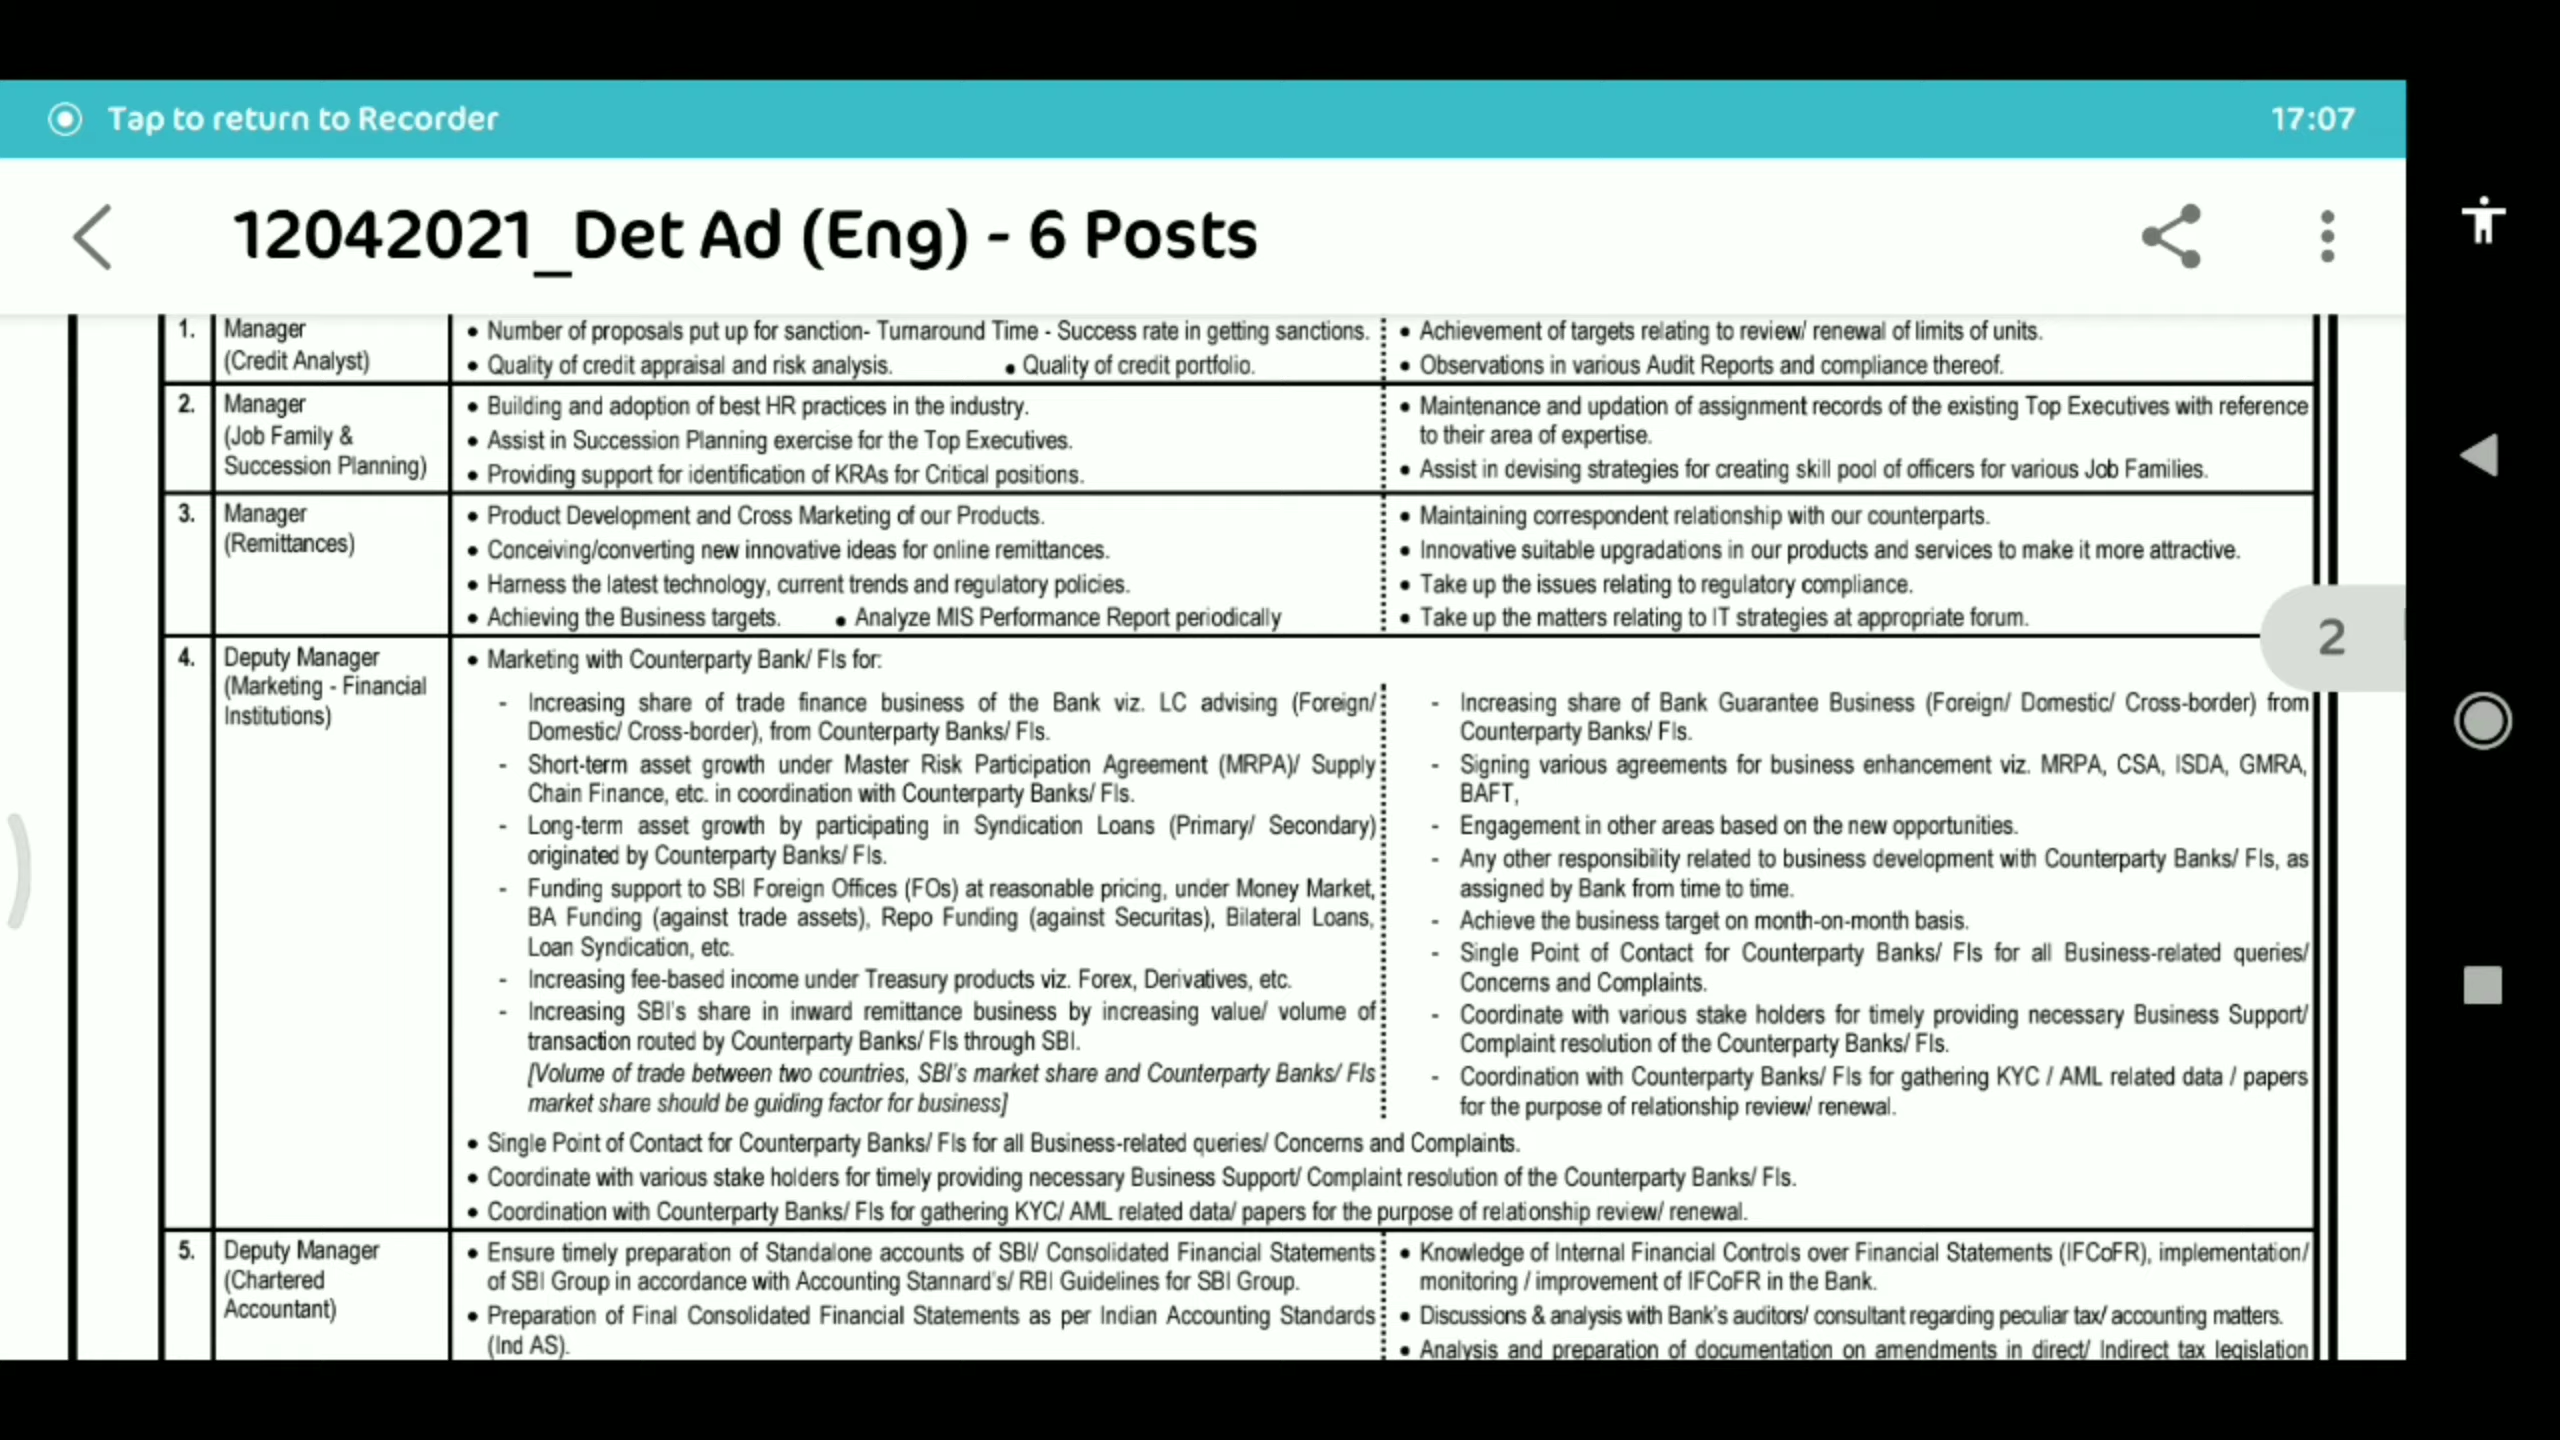 Tap to return to Recorder
17:07
12042021_Det Ad (Eng) - 6 Posts
1.
Manager
(Credit Analyst)
• Number of proposals put up for sanction- Turnaround Time - Success rate in getting sanctions.
• Quality of credit appraisal and risk analysis. • Quality of credit portfolio.
• Achievement of targets relating to review/ renewal of limits of units.
• Observations in various Audit Reports and compliance thereof.
2.
Manager
(Job Family &
Succession Planning)
• Building and adoption of best HR practices in the industry.
• Assist in Succession Planning exercise for the Top Executives.
• Providing support for identification of KRAs for Critical positions.
• Maintenance and updation of assignment records of the existing Top Executives with reference
to their area of expertise.
• Assist in devising strategies for creating skill pool of officers for various Job Families.
3.
Manager
(Remittances)
• Product Development and Cross Marketing of our Products.
• Conceiving/converting new innovative ideas for online remittances.
• Harness the latest technology, current trends and regulatory policies.
• Achieving the Business targets. • Analyze MIS Performance Report periodically
• Maintaining correspondent relationship with our counterparts.
• Innovative suitable upgradations in our products and services to make it more attractive.
• Take up the issues relating to regulatory compliance.
• Take up the matters relating to IT strategies at appropriate forum.
2
4.
Deputy Manager
(Marketing - Financial
Institutions)
• Marketing with Counterparty Bank/ FIs for:
- Increasing share of trade finance business of the Bank viz. LC advising (Foreign/
Domestic/ Cross-border), from Counterparty Banks/ FIs.
- Short-term asset growth under Master Risk Participation Agreement (MRPA)/ Supply
Chain Finance, etc. in coordination with Counterparty Banks/ FIs.
- Long-term asset growth by participating in Syndication Loans (Primary/ Secondary)
originated by Counterparty Banks/ FIs.
- Funding support to SBI Foreign Offices (FOs) at reasonable pricing, under Money Market,
BA Funding (against trade assets), Repo Funding (against Securitas), Bilateral Loans,
Loan Syndication, etc.
- Increasing fee-based income under Treasury products viz. Forex, Derivatives, etc.
- Increasing SBI's share in inward remittance business by increasing value/ volume of
transaction routed by Counterparty Banks/ FIs through SBI.
[Volume of trade between two countries, SBI's market share and Counterparty Banks/ FIs
market share should be guiding factor for business]
- Increasing share of Bank Guarantee Business (Foreign/ Domestic/ Cross-border) from
Counterparty Banks/ FIs.
- Signing various agreements for business enhancement viz. MRPA, CSA, ISDA, GMRA,
BAFT,
- Engagement in other areas based on the new opportunities.
- Any other responsibility related to business development with Counterparty Banks/ FIs, as
assigned by Bank from time to time.
- Achieve the business target on month-on-month basis.
- Single Point of Contact for Counterparty Banks/ FIs for all Business-related queries/
Concerns and Complaints.
- Coordinate with various stake holders for timely providing necessary Business Support/
Complaint resolution of the Counterparty Banks/ FIs.
- Coordination with Counterparty Banks/ FIs for gathering KYC / AML related data / papers
for the purpose of relationship review/ renewal.
• Single Point of Contact for Counterparty Banks/ FIs for all Business-related queries/ Concerns and Complaints.
• Coordinate with various stake holders for timely providing necessary Business Support/ Complaint resolution of the Counterparty Banks/ FIs.
• Coordination with Counterparty Banks/ FIs for gathering KYC/ AML related data/ papers for the purpose of relationship review/ renewal.
5.
Deputy Manager
(Chartered
Accountant)
• Ensure timely preparation of Standalone accounts of SBI/ Consolidated Financial Statements
of SBI Group in accordance with Accounting Stannard's/ RBI Guidelines for SBI Group.
• Preparation of Final Consolidated Financial Statements as per Indian Accounting Standards
(Ind AS).
• Knowledge of Internal Financial Controls over Financial Statements (IFCoFR), implementation/
monitoring / improvement of IFCoFR in the Bank.
• Discussions & analysis with Bank's auditors/ consultant regarding peculiar tax/ accounting matters.
• Analysis and preparation of documentation on amendments in direct/ Indirect tax legislation